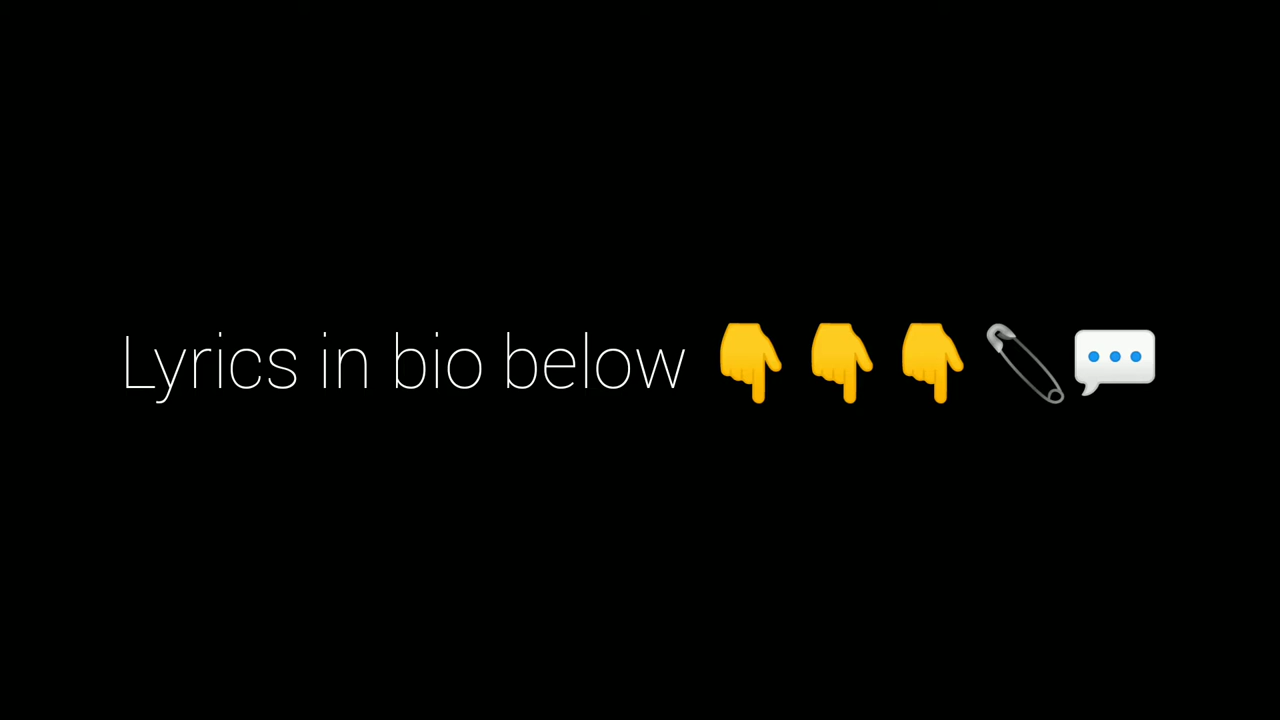 Lyrics in bio below 👇👇👇🧷💬